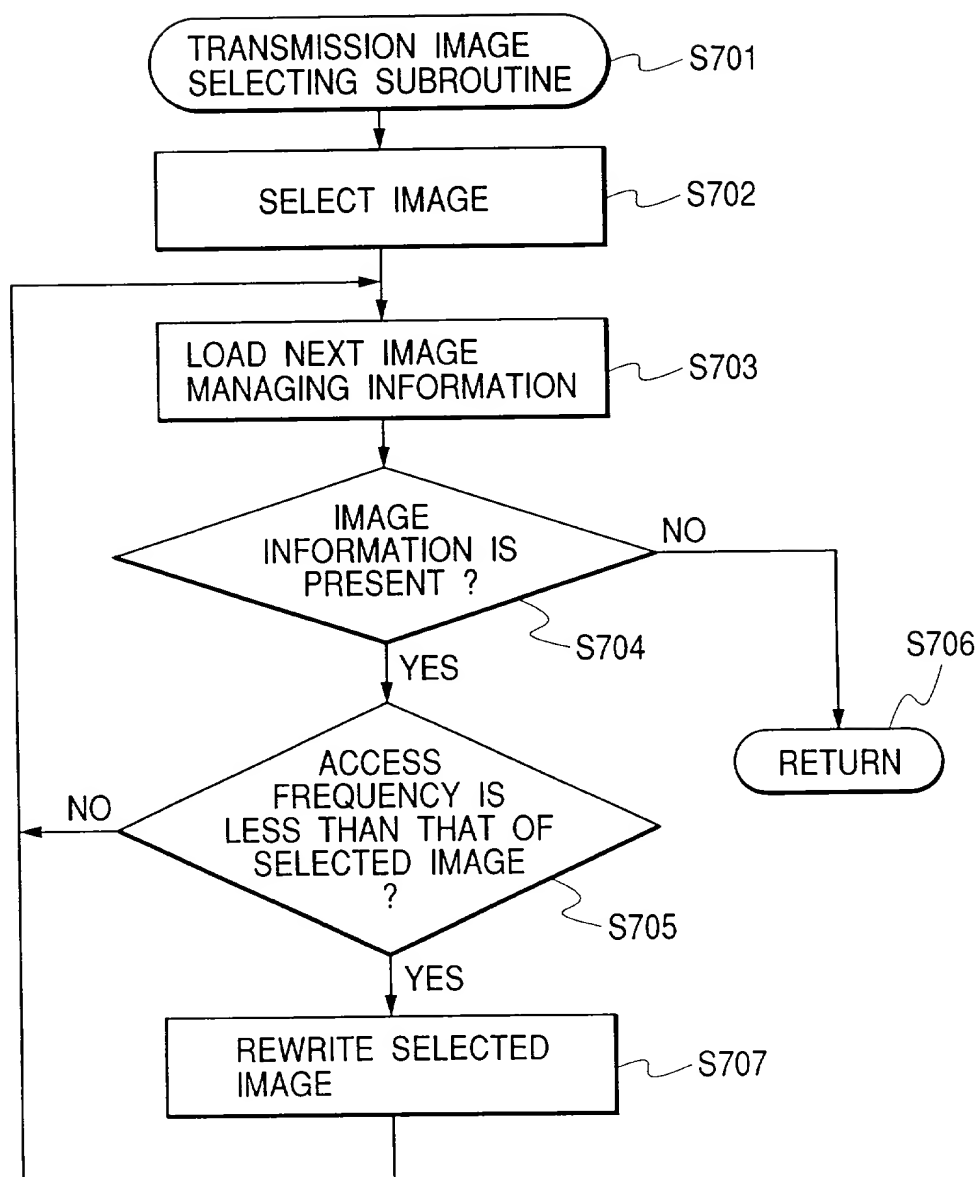 TRANSMISSION IMAGE
SELECTING SUBROUTINE
S701
SELECT IMAGE
S702
LOAD NEXT IMAGE
MANAGING INFORMATION
S703
IMAGE
INFORMATION IS
PRESENT ?
NO
S704
YES
S706
RETURN
ACCESS
FREQUENCY IS
LESS THAN THAT OF
SELECTED IMAGE
?
NO
S705
YES
REWRITE SELECTED
IMAGE
S707